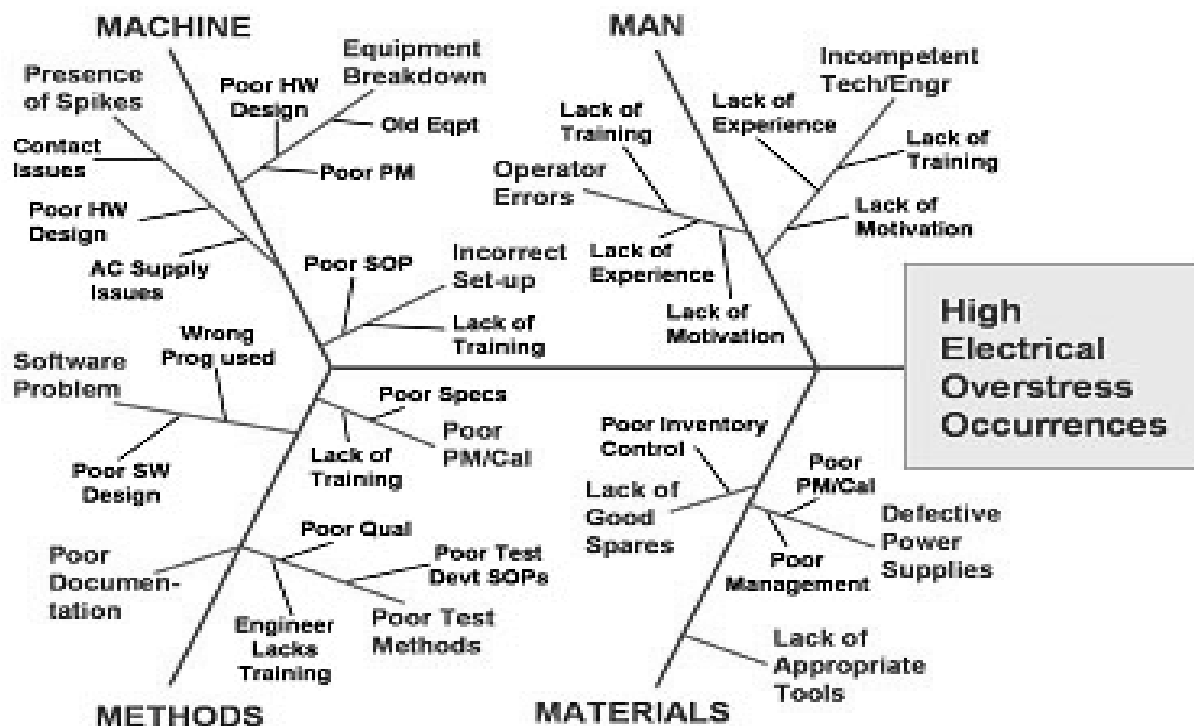 MACHINE
MAN
Presence
of Spikes
Poor HW
Design
Equipment
Breakdown
Old Eqpt
Contact
Issues
Poor PM
Poor HW
Design
AC Supply
Issues
Poor SOP
Incorrect
Set-up
Lack of
Training
Lack of
Training
Operator
Errors
Lack of
Experience
Lack of
Motivation
Incompetent
Tech/Engr
Lack of
Experience
Lack of
Training
Lack of
Motivation
High
Electrical
Overstress
Occurrences
Software
Problem
Wrong
Prog used
Poor SW
Design
Poor Specs
Poor
PM/Cal
Lack of
Training
Poor
Documen-
tation
Poor Qual
Poor Test
Devt SOPs
Engineer
Lacks
Training
Poor Test
Methods
Poor Inventory
Control
Lack of
Good
Spares
Poor
PM/Cal
Defective
Power
Supplies
Poor
Management
Lack of
Appropriate
Tools
METHODS
MATERIALS